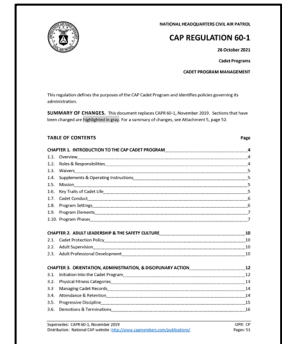 NATIONAL HEADQUARTERS CIVIL AIR PATROL
CAP REGULATION 60-1
26 October 2021
Cadet Programs
CADET PROGRAM MANAGEMENT
This regulation defines the purposes of the CAP Cadet Program and identifies policies governing its
administration.
SUMMARY OF CHANGES. This document replaces CAPR 60-1, November 2019. Sections that have
been changed are highlighted in gray. For a summary of changes, see Attachment 5, page 52.
TABLE OF CONTENTS Page
CHAPTER 1. INTRODUCTION TO THE CAP CADET PROGRAM 4
1.1. Overview 4
1.2. Roles & Responsibilities 4
1.3. Waivers 5
1.4. Supplements & Operating Instructions 5
1.5. Mission 5
1.6. Key Traits of Cadet Life 5
1.7. Cadet Conduct 6
1.8. Program Settings 6
1.9. Program Elements 7
1.10. Program Phases 7
CHAPTER 2. ADULT LEADERSHIP & THE SAFETY CULTURE 10
2.1. Cadet Protection Policy 10
2.2. Adult Supervision 10
2.3. Adult Professional Development 10
CHAPTER 3. ORIENTATION, ADMINISTRATION, & DISCIPLINARY ACTION 12
3.1. Initiation into the Cadet Program 12
3.2. Physical Fitness Categories 13
3.3 Managing Cadet Records 14
3.4. Attendance & Retention 14
3.5. Progressive Discipline 15
3.6. Demotions & Terminations 16
Supersedes: CAPR 60-1, November 2019 OPR: CP
Distribution: National CAP website http://www.capmembers.com/publications/ Pages: 51